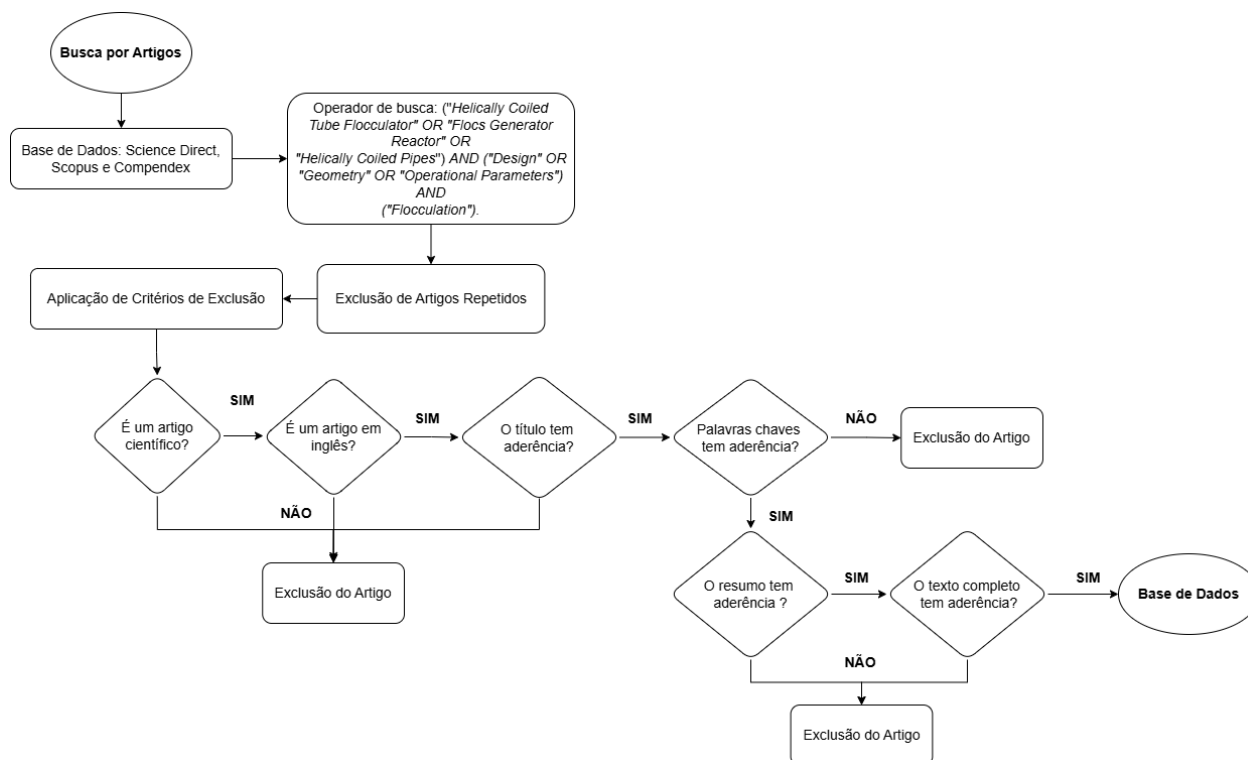 Busca por Artigos
Base de Dados: Science Direct,
Scopus e Compendex
Operador de busca: ("Helically Coiled
Tube Flocculator" OR "Flocs Generator
Reactor" OR
"Helically Coiled Pipes") AND ("Design" OR
"Geometry" OR "Operational Parameters")
AND
("Flocculation").
Aplicação de Critérios de Exclusão
Exclusão de Artigos Repetidos
É um artigo
científico?
SIM
É um artigo em
inglês?
SIM
O título tem
aderência?
SIM
Palavras chaves
tem aderência?
NÃO
Exclusão do Artigo
NÃO
Exclusão do Artigo
SIM
O resumo tem
aderência ?
SIM
O texto completo
tem aderência?
SIM
Base de Dados
NÃO
Exclusão do Artigo